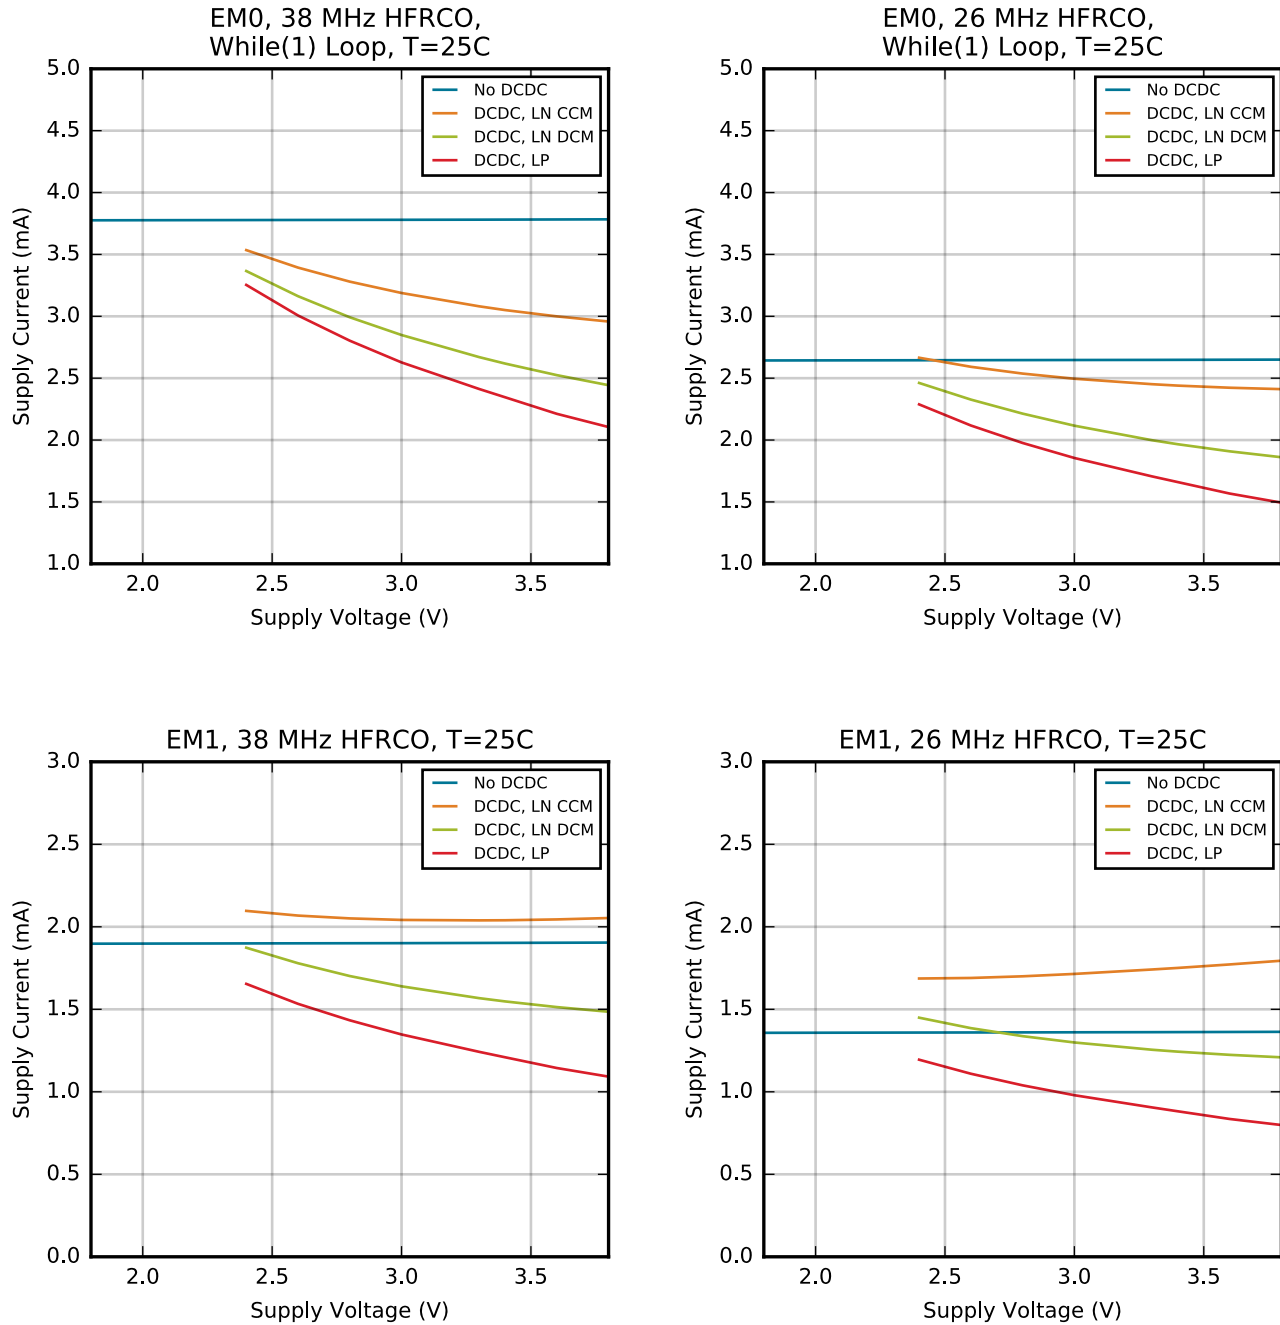 EM0, 38 MHz HFRCO,
While(1) Loop, T=25C
5.0
4.5
4.0
3.5
3.0
2.5
2.0
1.5
1.0
Supply Current (mA)
No DCDC
DCDC, LN CCM
DCDC, LN DCM
DCDC, LP
2.0
2.5
3.0
3.5
Supply Voltage (V)
EM0, 26 MHz HFRCO,
While(1) Loop, T=25C
5.0
4.5
4.0
3.5
3.0
2.5
2.0
1.5
1.0
Supply Current (mA)
No DCDC
DCDC, LN CCM
DCDC, LN DCM
DCDC, LP
2.0
2.5
3.0
3.5
Supply Voltage (V)
EM1, 38 MHz HFRCO, T=25C
3.0
2.5
2.0
1.5
1.0
0.5
0.0
Supply Current (mA)
No DCDC
DCDC, LN CCM
DCDC, LN DCM
DCDC, LP
2.0
2.5
3.0
3.5
Supply Voltage (V)
EM1, 26 MHz HFRCO, T=25C
3.0
2.5
2.0
1.5
1.0
0.5
0.0
Supply Current (mA)
No DCDC
DCDC, LN CCM
DCDC, LN DCM
DCDC, LP
2.0
2.5
3.0
3.5
Supply Voltage (V)